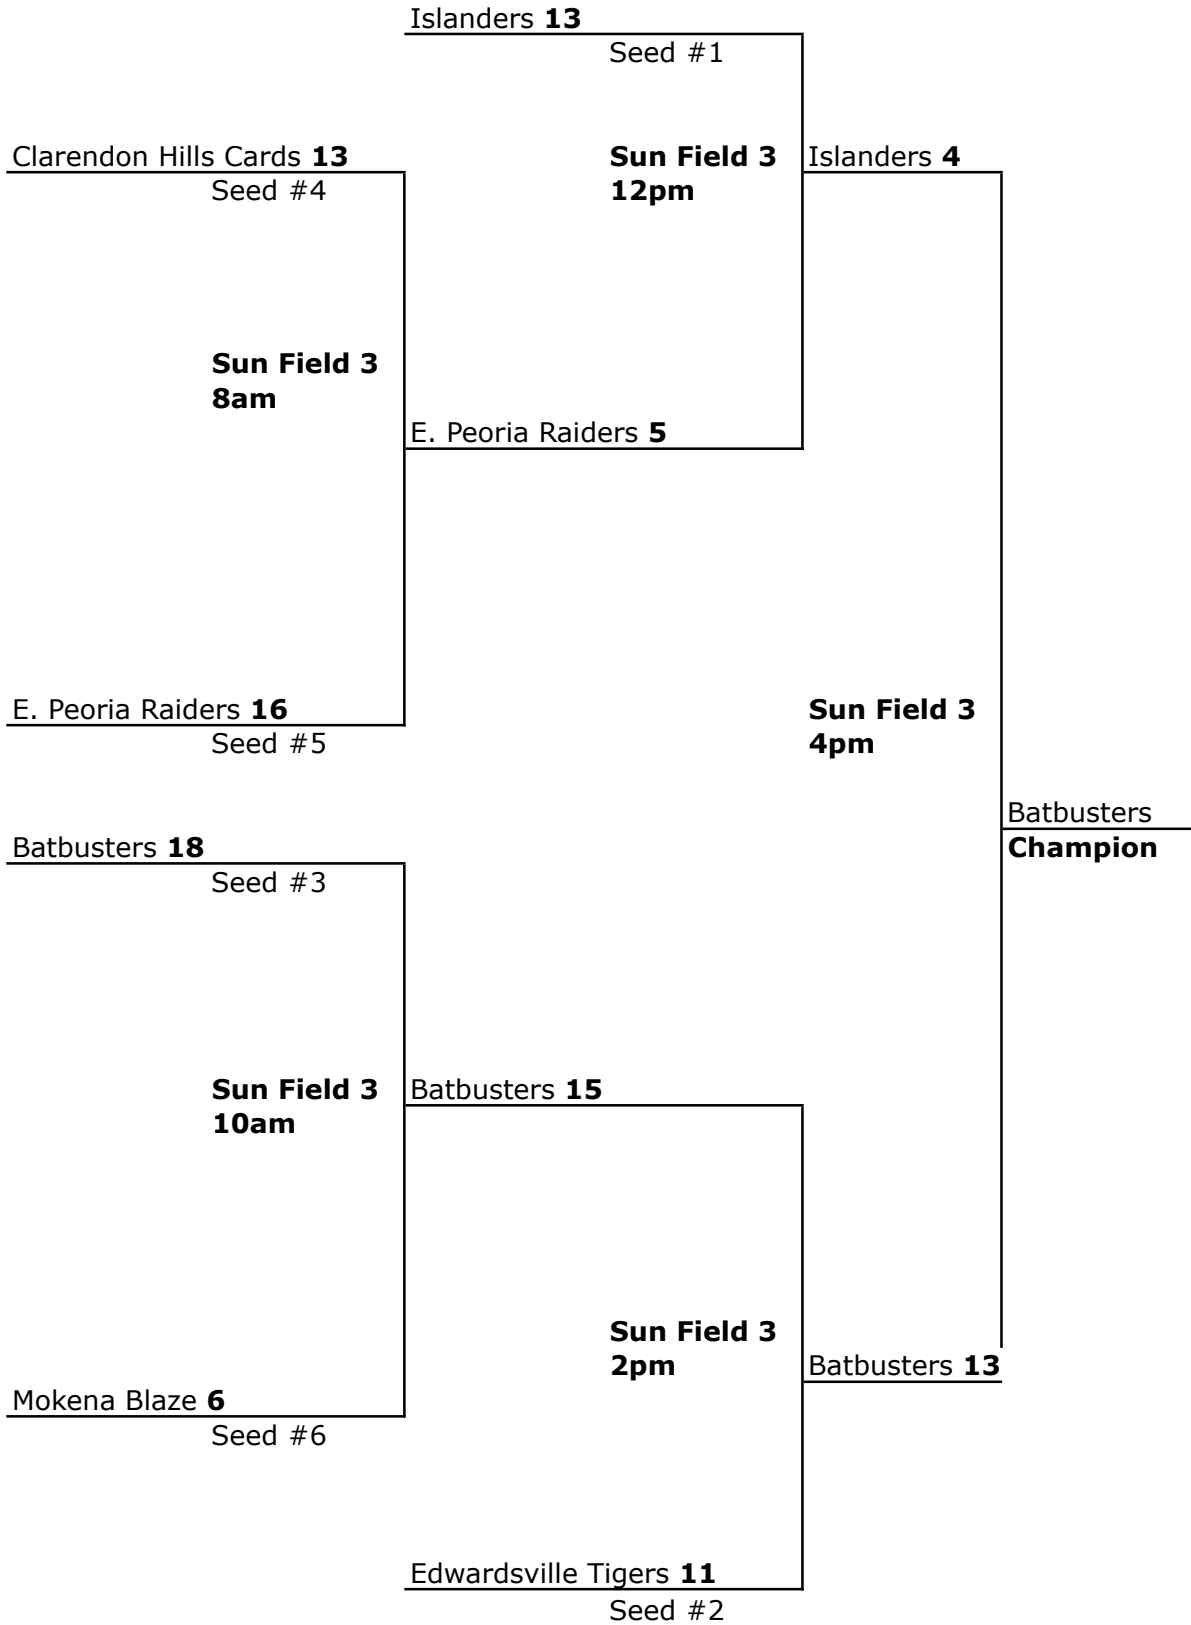 Islanders 13
Seed #1
Clarendon Hills Cards 13
Seed #4
Sun Field 3
12pm
Islanders 4
Sun Field 3
8am
E. Peoria Raiders 5
E. Peoria Raiders 16
Seed #5
Sun Field 3
4pm
Batbusters
Champion
Batbusters 18
Seed #3
Sun Field 3
10am
Batbusters 15
Sun Field 3
2pm
Batbusters 13
Mokena Blaze 6
Seed #6
Edwardsville Tigers 11
Seed #2